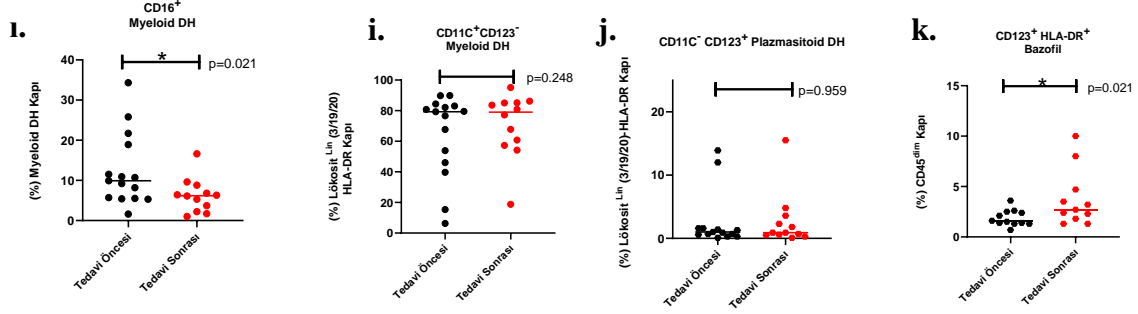 ı.
CD16+
Myeloid DH
*
p=0.021
(%) Myeloid DH Kapı
40
30
20
10
0
Tedavi Öncesi
Tedavi Sonrası
i.
CD11C+CD123-
Myeloid DH
p=0.248
(%) Lökosit Lin (3/19/20)
HLA-DR Kapı
100
80
60
40
20
0
Tedavi Öncesi
Tedavi Sonrası
j.
CD11C- CD123+ Plazmasitoid DH
p=0.959
(%) Lökosit Lin (3/19/20)-HLA-DR Kapı
20
10
0
Tedavi Öncesi
Tedavi Sonrası
k.
CD123+ HLA-DR+
Bazofil
*
p=0.021
(%) CD45dim Kapı
15
10
5
0
Tedavi Öncesi
Tedavi Sonrası